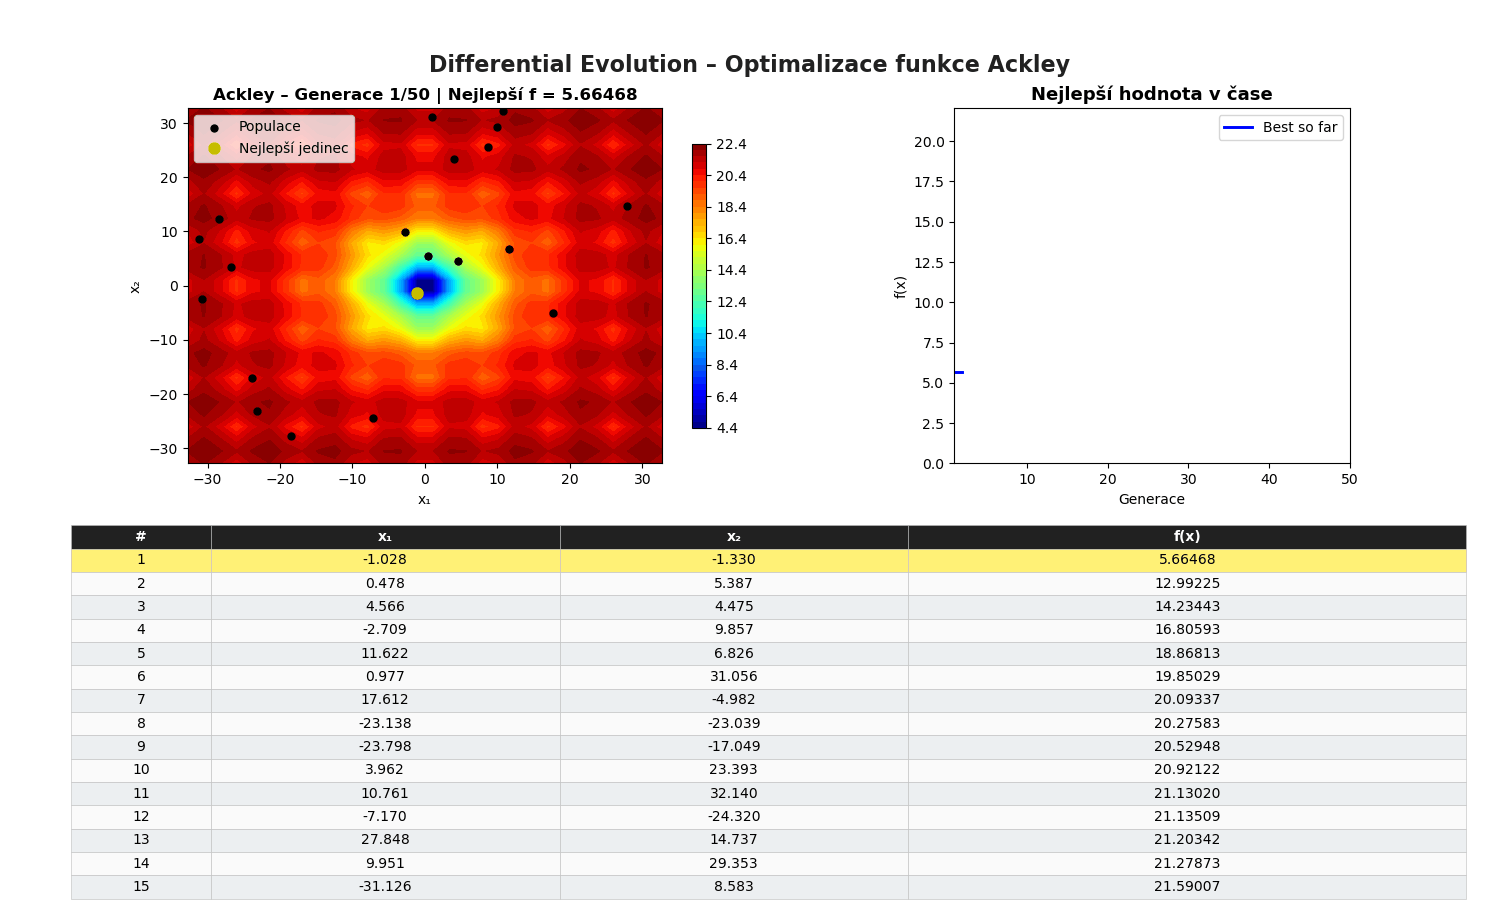 Differential Evolution – Optimalizace funkce Ackley
Ackley – Generace 1/50 | Nejlepší f = 5.66468
Populace
Nejlepší jedinec
30
20
10
0
−10
−20
−30
x₂
−30 −20 −10 0 10 20 30
x₁
22.4
20.4
18.4
16.4
14.4
12.4
10.4
8.4
6.4
4.4
Nejlepší hodnota v čase
Best so far
20.0
17.5
15.0
12.5
10.0
7.5
5.0
2.5
0.0
f(x)
10 20 30 40 50
Generace
# x₁ x₂ f(x)
1 -1.028 -1.330 5.66468
2 0.478 5.387 12.99225
3 4.566 4.475 14.23443
4 -2.709 9.857 16.80593
5 11.622 6.826 18.86813
6 0.977 31.056 19.85029
7 17.612 -4.982 20.09337
8 -23.138 -23.039 20.27583
9 -23.798 -17.049 20.52948
10 3.962 23.393 20.92122
11 10.761 32.140 21.13020
12 -7.170 -24.320 21.13509
13 27.848 14.737 21.20342
14 9.951 29.353 21.27873
15 -31.126 8.583 21.59007